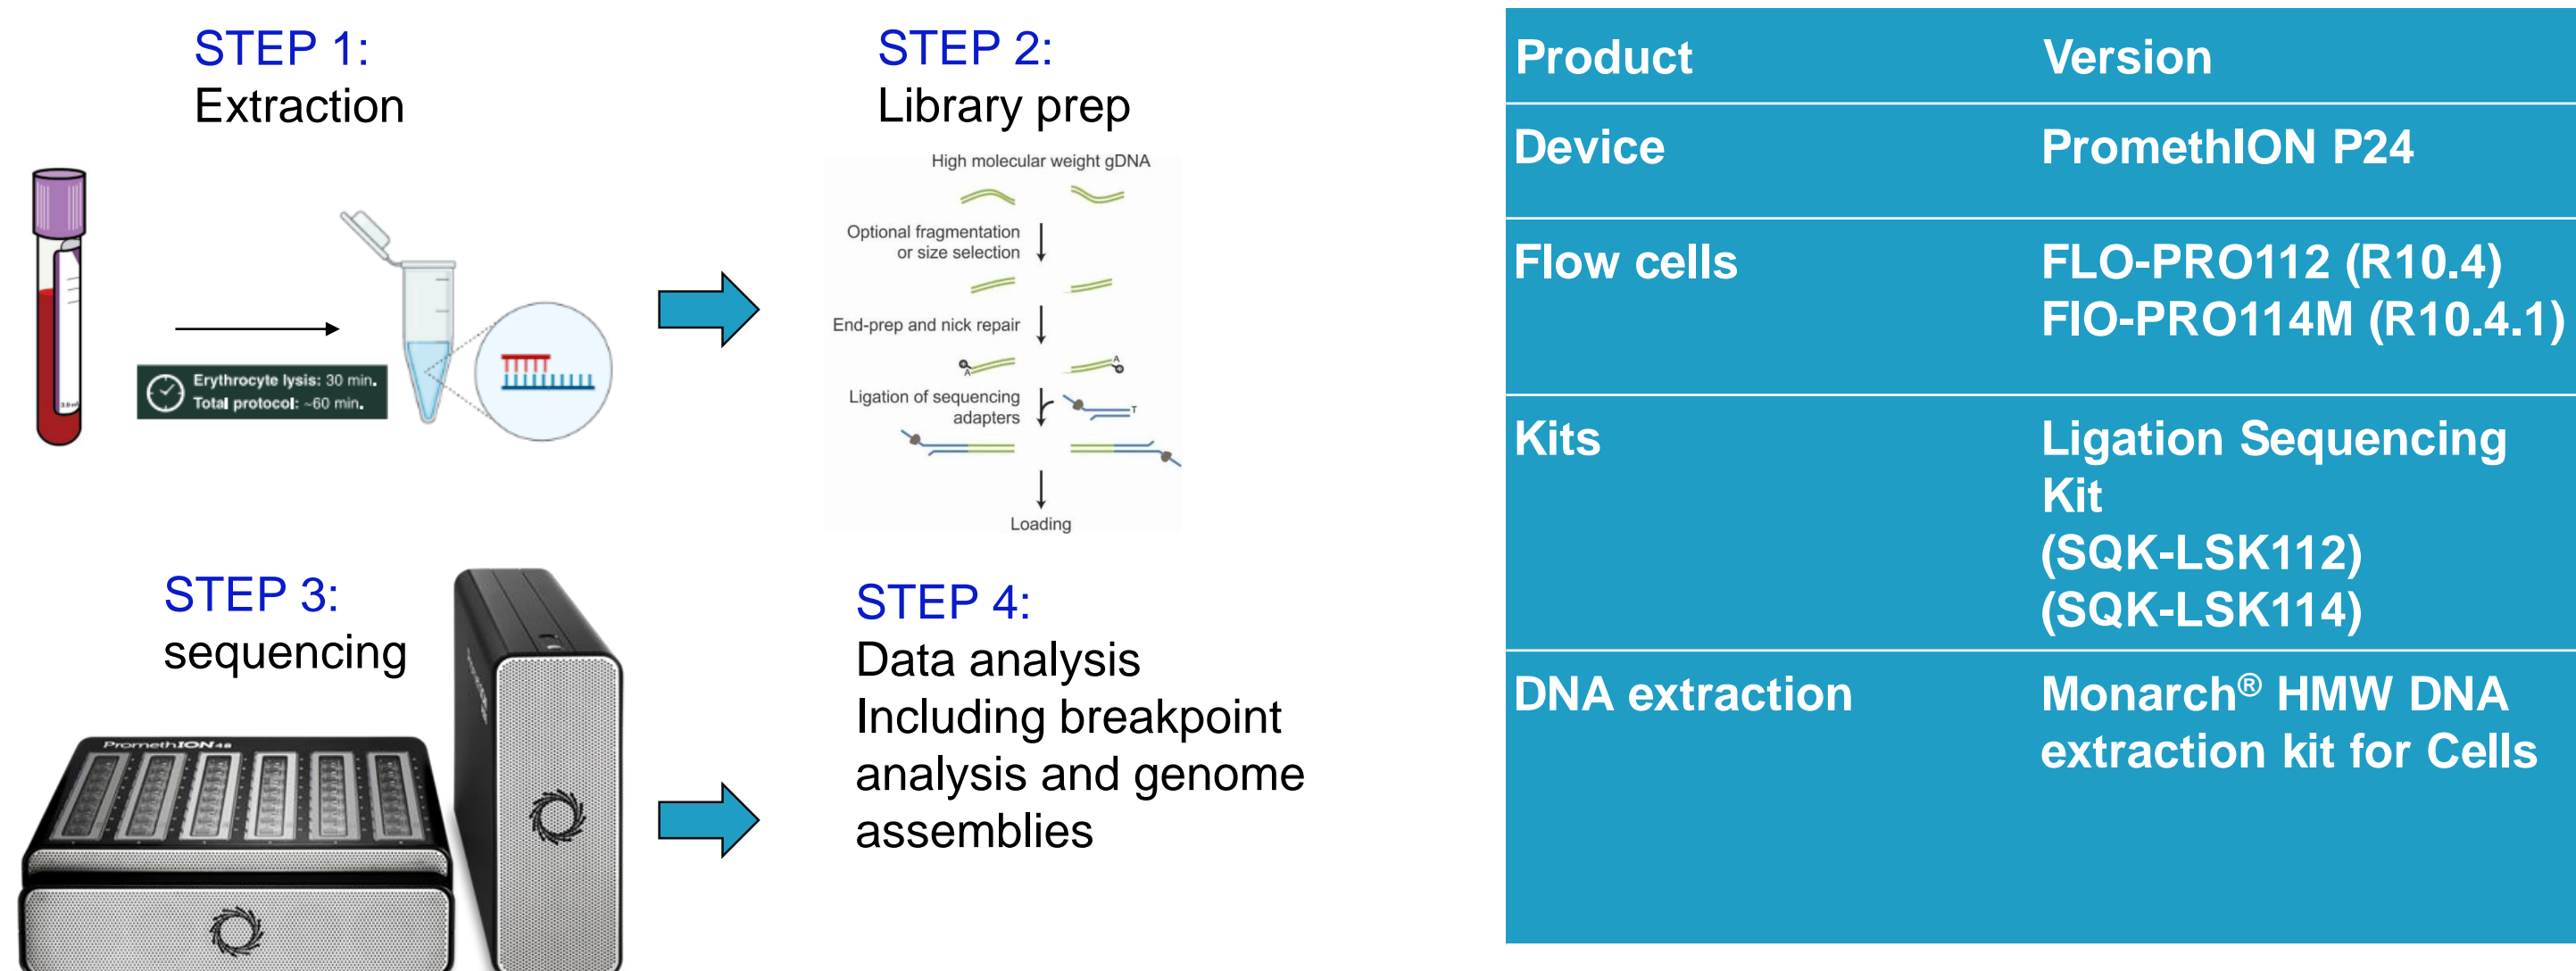 STEP 1:
Extraction
Erythrocyte lysis: 30 min.
Total protocol: ~60 min.
STEP 2:
Library prep
High molecular weight gDNA
Optional fragmentation
or size selection
End-prep and nick repair
A
A
Ligation of sequencing
adapters
T
Loading
STEP 3:
sequencing
PromethION 48
STEP 4:
Data analysis
Including breakpoint
analysis and genome
assemblies
Product Version
Device PromethION P24
Flow cells FLO-PRO112 (R10.4)
FIO-PRO114M (R10.4.1)
Kits Ligation Sequencing
Kit
(SQK-LSK112)
(SQK-LSK114)
DNA extraction Monarch® HMW DNA
extraction kit for Cells